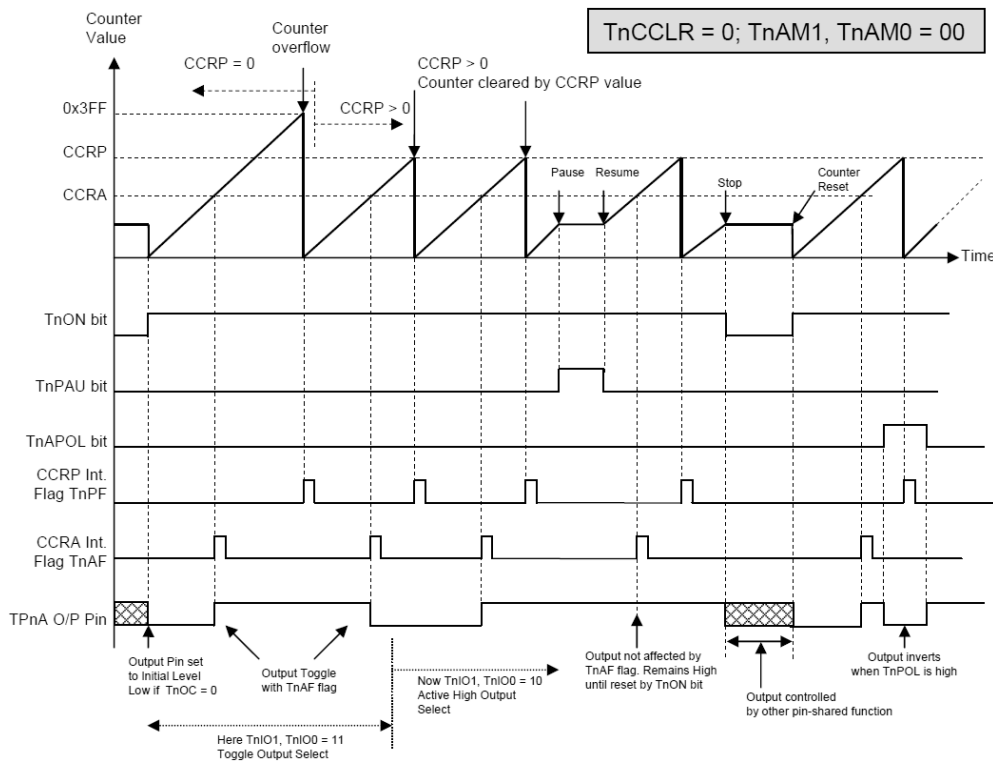 Counter
Value
TnCCLR = 0; TnAM1, TnAM0 = 00
Counter
overflow
CCRP = 0
CCRP > 0
CCRP > 0
Counter cleared by CCRP value
0x3FF
CCRP
CCRA
Pause
Resume
Stop
Counter
Reset
Time
TnON bit
TnPAU bit
TnAPOL bit
CCRP Int.
Flag TnPF
CCRA Int.
Flag TnAF
TPnA O/P Pin
Output Pin set
to Initial Level
Low if TnOC = 0
Output Toggle
with TnAF flag
Now TnIO1, TnIO0 = 10
Active High Output
Select
Output not affected by
TnAF flag. Remains High
until reset by TnON bit
Output controlled
by other pin-shared function
Output inverts
when TnPOL is high
Here TnIO1, TnIO0 = 11
Toggle Output Select